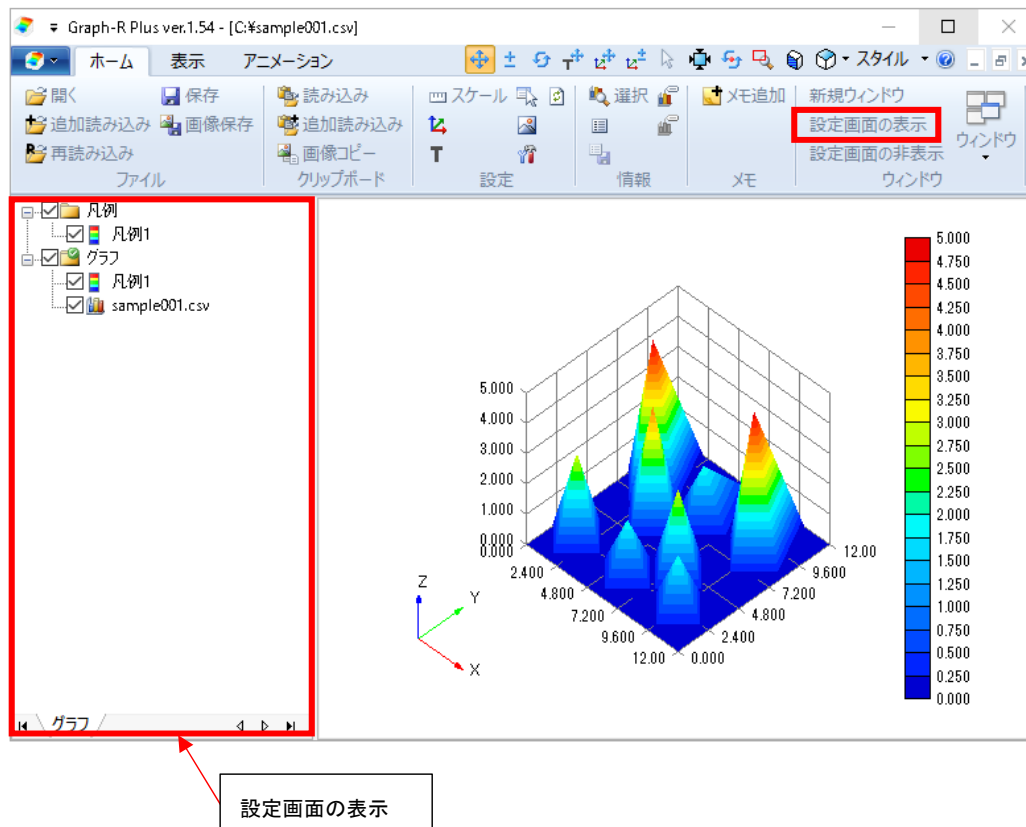 Graph-R Plus ver.1.54 - [C:¥sample001.csv]
ホーム 表示 アニメーション スタイル
開く 保存 読み込み スケール 選択 メモ追加 新規ウィンドウ
追加読み込み 画像保存 追加読み込み 設定画面の表示
再読み込み 画像コピー 設定画面の非表示 ウィンドウ
ファイル クリップボード 設定 情報 メモ ウィンドウ
凡例
凡例1
グラフ
凡例1
sample001.csv
5.000
4.750
4.500
4.250
4.000
3.750
3.500
3.250
3.000
2.750
2.500
2.250
2.000
1.750
1.500
1.250
1.000
0.750
0.500
0.250
0.000
5.000
4.000
3.000
2.000
1.000
0.000
0.000
2.400
4.800
7.200
9.600
12.00
12.00
9.600
7.200
4.800
2.400
0.000
Z
Y
X
グラフ
設定画面の表示